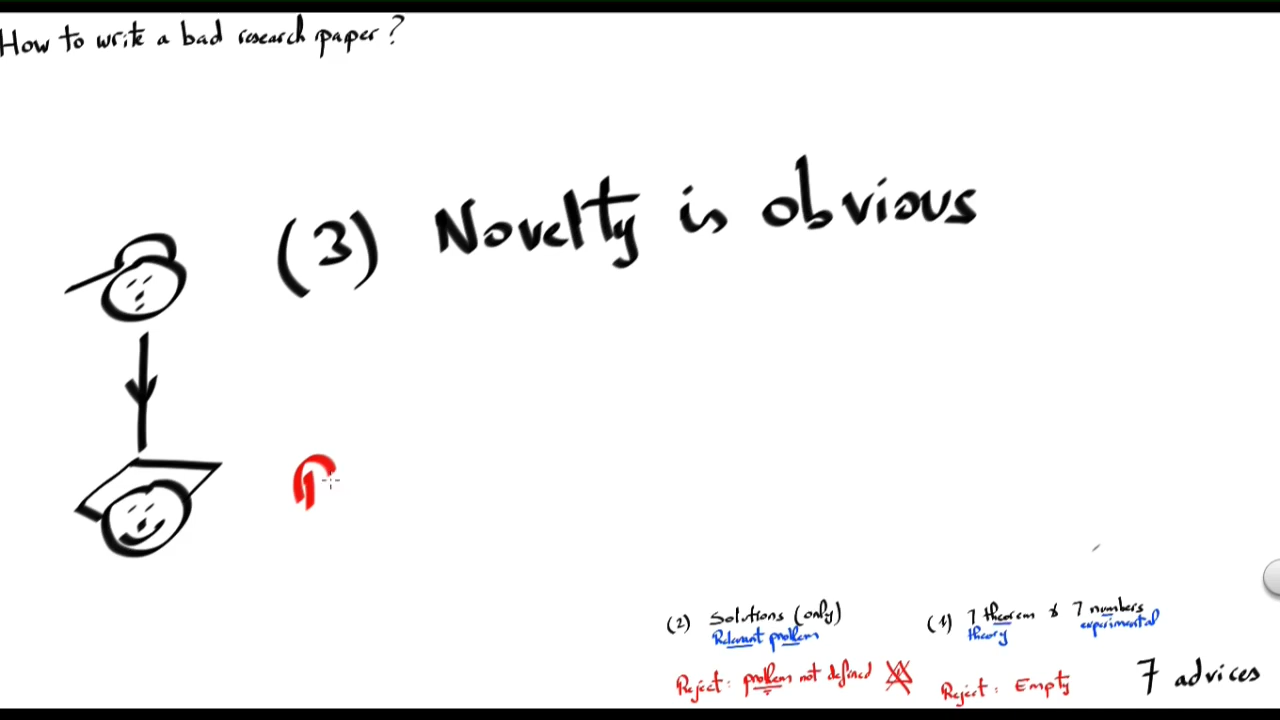 How to write a bad research paper?
(3) Novelty is obvious
(2) Solutions (only)
Relevant problem
Reject: problem not defined
(1) 7 theorem & 7 numbers
theory experimental
Reject: Empty
7 advices